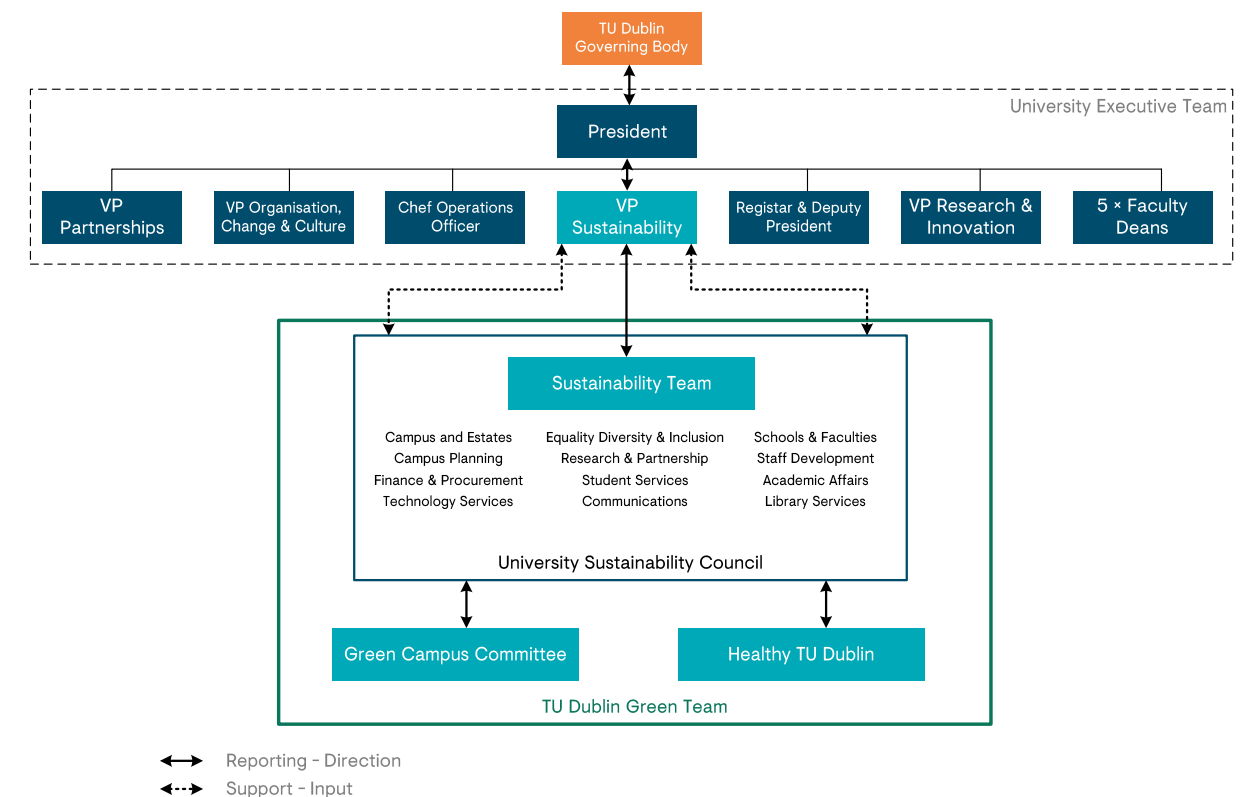 TU Dublin
Governing Body
University Executive Team
President
VP
Partnerships
VP Organisation,
Change & Culture
Chef Operations
Officer
VP
Sustainability
Registar & Deputy
President
VP Research &
Innovation
5 × Faculty
Deans
Sustainability Team
Campus and Estates
Campus Planning
Finance & Procurement
Technology Services
Equality Diversity & Inclusion
Research & Partnership
Student Services
Communications
Schools & Faculties
Staff Development
Academic Affairs
Library Services
University Sustainability Council
Green Campus Committee
Healthy TU Dublin
TU Dublin Green Team
Reporting - Direction
Support - Input